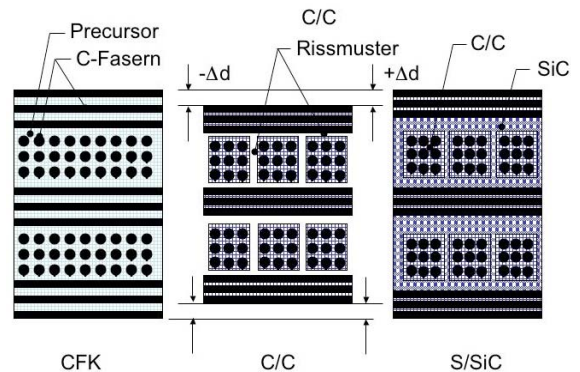 C/C
Precursor
Rissmuster
C/C
C-Fasern
-Δd
+Δd
SiC
CFK
C/C
S/SiC